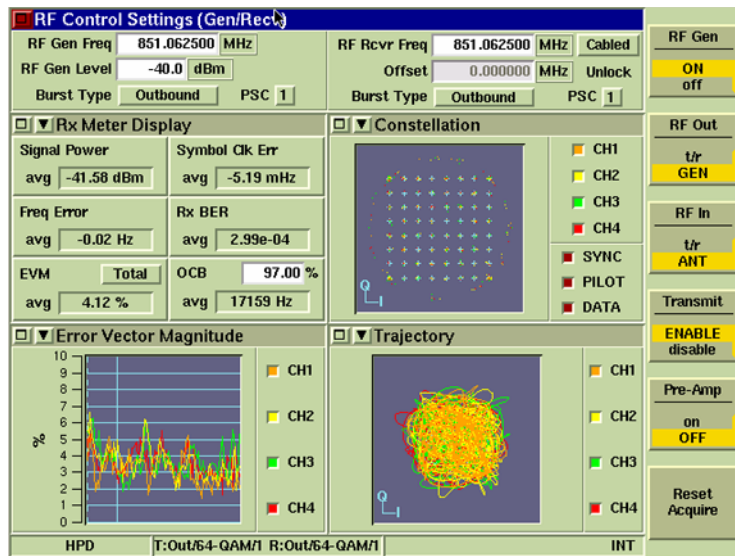 RF Control Settings (Gen/Rect)
RF Gen Freq 851.062500 MHz
RF Gen Level -40.0 dBm
Burst Type Outbound PSC 1
RF Rcvr Freq 851.062500 MHz Cabled
Offset 0.000000 MHz Unlock
Burst Type Outbound PSC 1
Rx Meter Display
Signal Power
avg -41.58 dBm
Symbol Clk Err
avg -5.19 mHz
Freq Error
avg -0.02 Hz
Rx BER
avg 2.99e-04
EVM Total
avg 4.12 %
OCB 97.00 %
avg 17159 Hz
Constellation
Q
I
CH1
CH2
CH3
CH4
SYNC
PILOT
DATA
Error Vector Magnitude
%
10
9
8
7
6
5
4
3
2
1
0
CH1
CH2
CH3
CH4
Trajectory
Q
I
CH1
CH2
CH3
CH4
HPD T:Out/64-QAM/1 R:Out/64-QAM/1 INT
RF Gen
ON
off
RF Out
t/r
GEN
RF In
t/r
ANT
Transmit
ENABLE
disable
Pre-Amp
on
OFF
Reset
Acquire